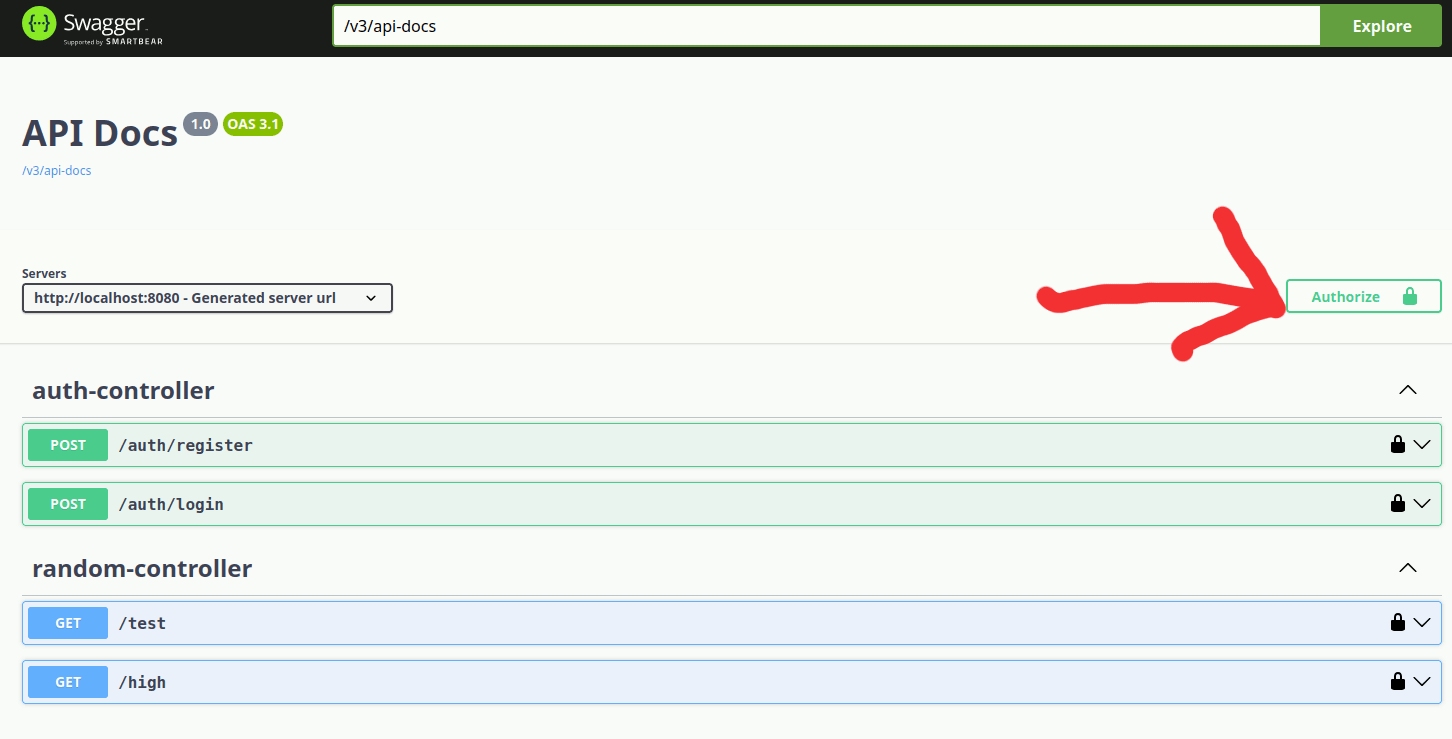 Swagger
Supported by SMARTBEAR
/v3/api-docs
Explore
API Docs 1.0 OAS 3.1
/v3/api-docs
Servers
http://localhost:8080 - Generated server url
Authorize
auth-controller
POST /auth/register
POST /auth/login
random-controller
GET /test
GET /high